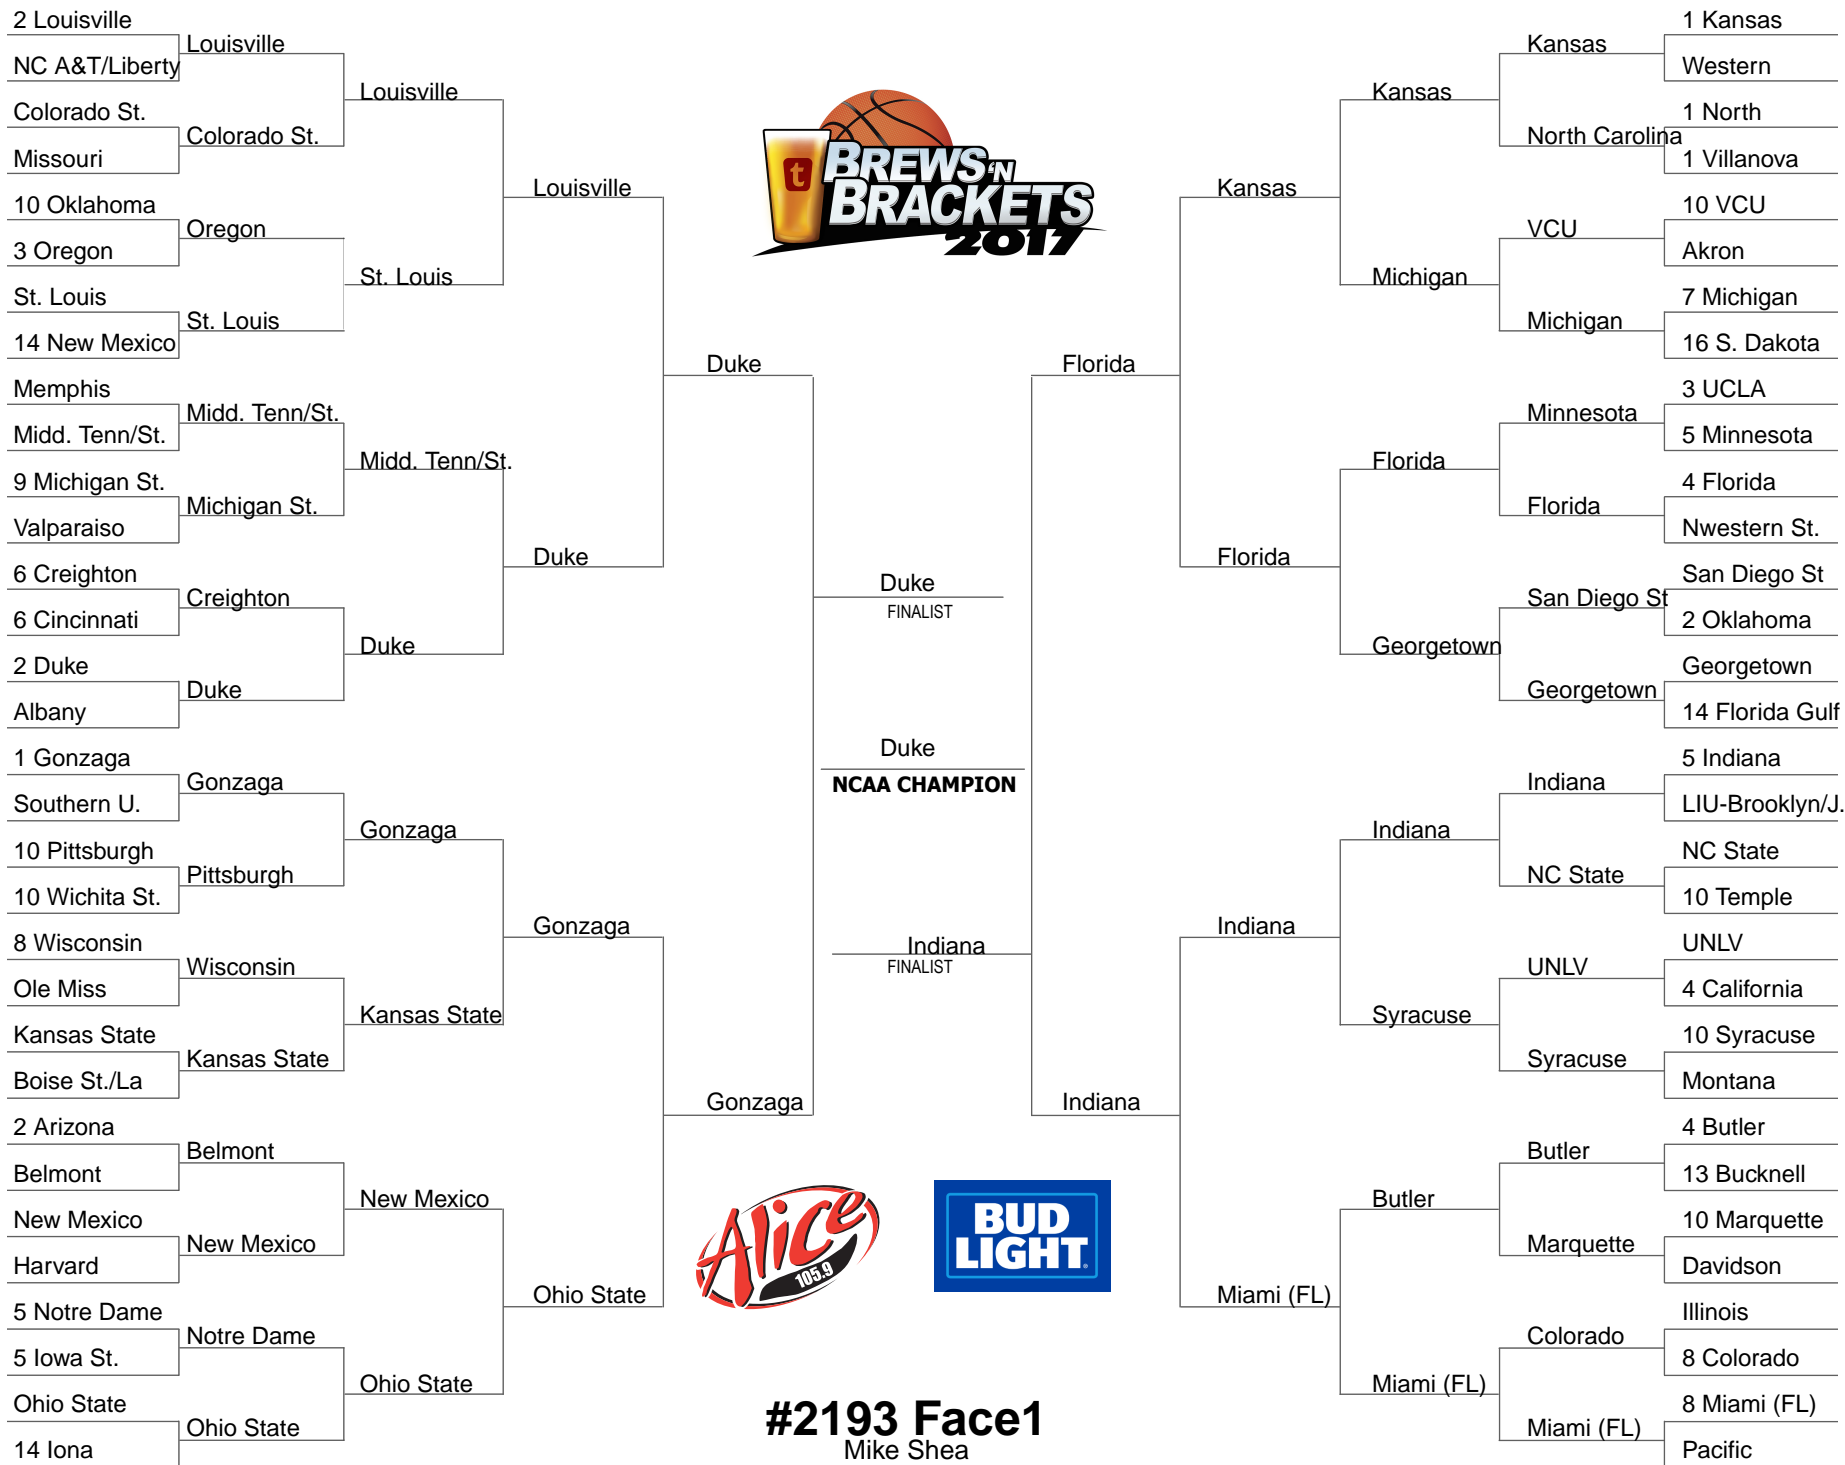 2 Louisville
NC A&T/Liberty
Colorado St.
Missouri
10 Oklahoma
3 Oregon
St. Louis
14 New Mexico
Memphis
Midd. Tenn/St.
9 Michigan St.
Valparaiso
6 Creighton
6 Cincinnati
2 Duke
Albany
1 Gonzaga
Southern U.
10 Pittsburgh
10 Wichita St.
8 Wisconsin
Ole Miss
Kansas State
Boise St./La
2 Arizona
Belmont
New Mexico
Harvard
5 Notre Dame
5 Iowa St.
Ohio State
14 Iona
Louisville
Colorado St.
Oregon
St. Louis
Midd. Tenn/St.
Michigan St.
Creighton
Duke
Gonzaga
Pittsburgh
Wisconsin
Kansas State
Belmont
New Mexico
Notre Dame
Ohio State
Louisville
St. Louis
Midd. Tenn/St.
Duke
Gonzaga
Kansas State
New Mexico
Ohio State
Louisville
Duke
Gonzaga
Ohio State
Duke
Gonzaga
t
BREWS 'N
BRACKETS
2017
Duke
FINALIST
Duke
NCAA CHAMPION
Indiana
FINALIST
Alice
105.9
BUD
LIGHT
#2193 Face1
Mike Shea
Florida
Indiana
Kansas
Florida
Indiana
Miami (FL)
Kansas
Michigan
Florida
Georgetown
Indiana
Syracuse
Butler
Miami (FL)
Kansas
North Carolina
VCU
Michigan
Minnesota
Florida
San Diego St
Georgetown
Indiana
NC State
UNLV
Syracuse
Butler
Marquette
Colorado
Miami (FL)
1 Kansas
Western
1 North
1 Villanova
10 VCU
Akron
7 Michigan
16 S. Dakota
3 UCLA
5 Minnesota
4 Florida
Nwestern St.
San Diego St
2 Oklahoma
Georgetown
14 Florida Gulf
5 Indiana
LIU-Brooklyn/J.
NC State
10 Temple
UNLV
4 California
10 Syracuse
Montana
4 Butler
13 Bucknell
10 Marquette
Davidson
Illinois
8 Colorado
8 Miami (FL)
Pacific